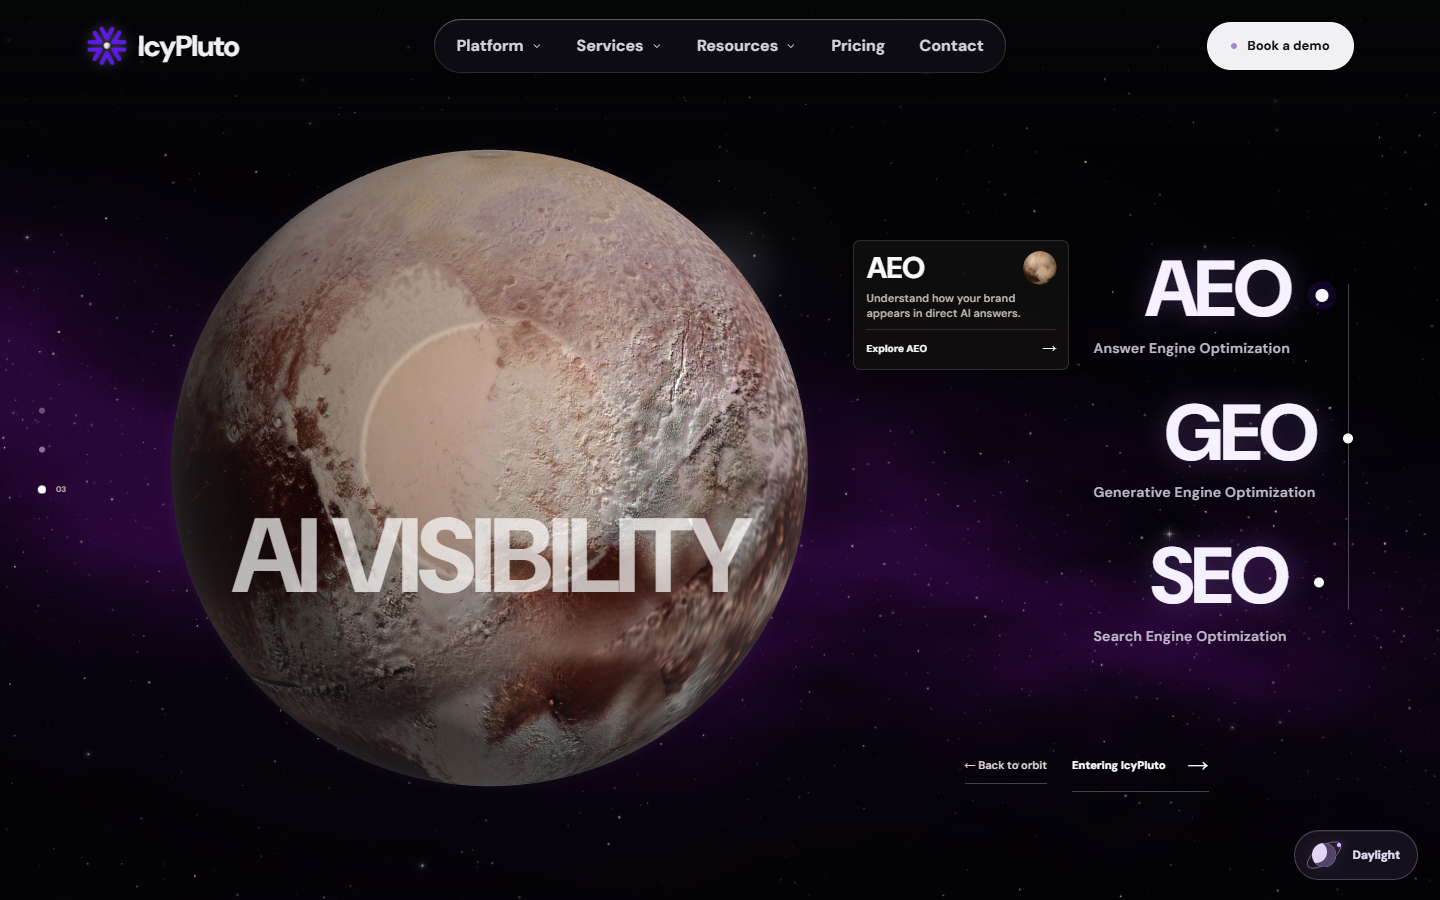 IcyPluto
Platform
Services
Resources
Pricing
Contact
Book a demo
AEO
Understand how your brand
appears in direct AI answers.
Explore AEO →
AEO
Answer Engine Optimization
GEO
Generative Engine Optimization
SEO
Search Engine Optimization
03
AI VISIBILITY
← Back to orbit
Entering IcyPluto →
Daylight